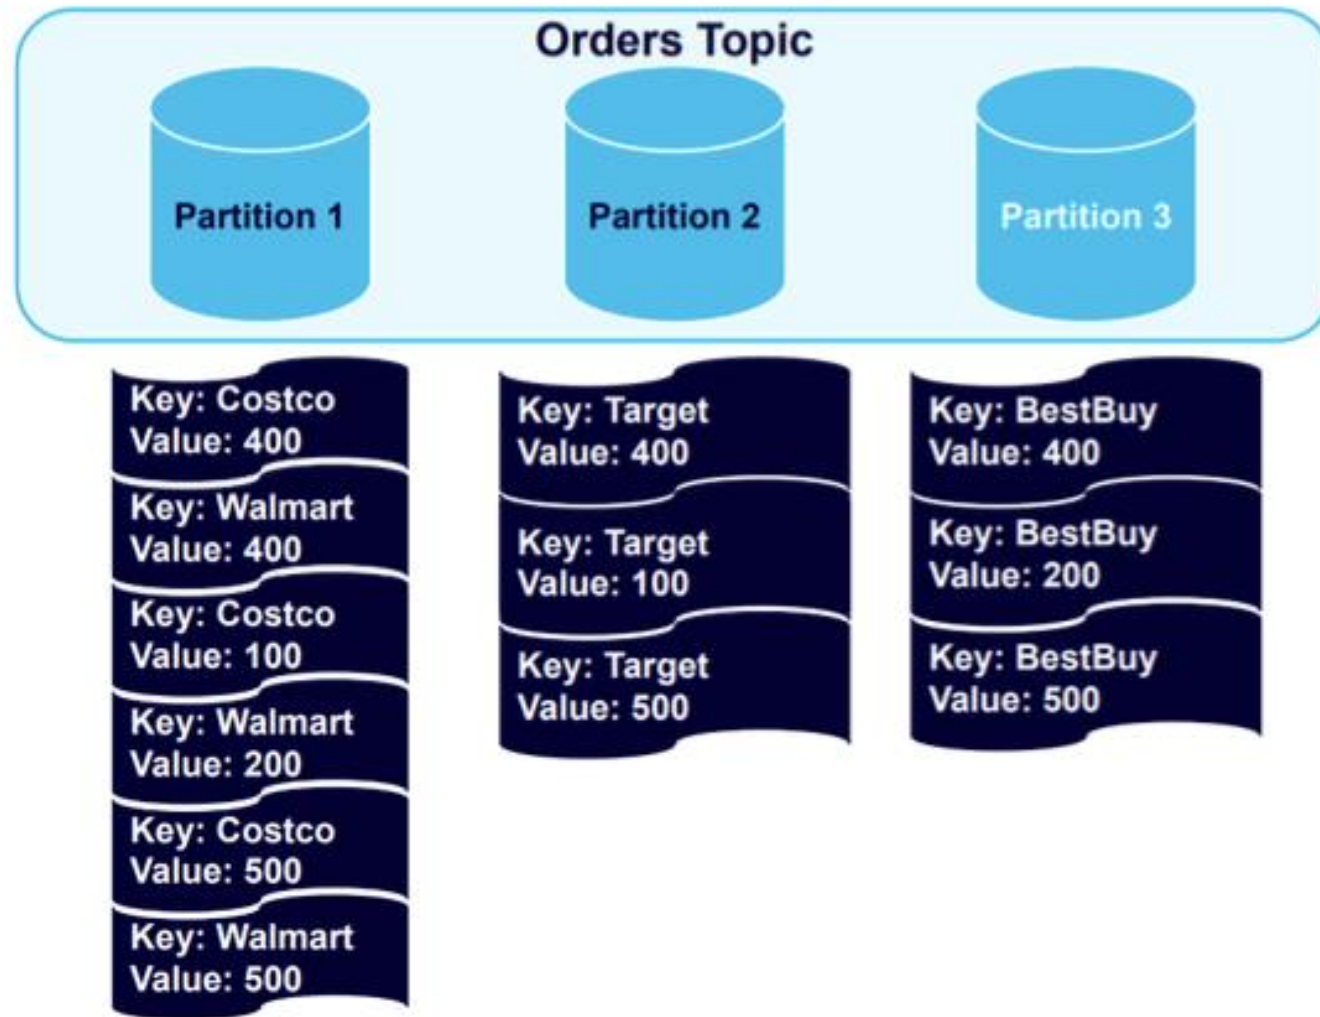 Orders Topic
Partition 1
Partition 2
Partition 3
Key: Costco
Value: 400
Key: Walmart
Value: 400
Key: Costco
Value: 100
Key: Walmart
Value: 200
Key: Costco
Value: 500
Key: Walmart
Value: 500
Key: Target
Value: 400
Key: Target
Value: 100
Key: Target
Value: 500
Key: BestBuy
Value: 400
Key: BestBuy
Value: 200
Key: BestBuy
Value: 500